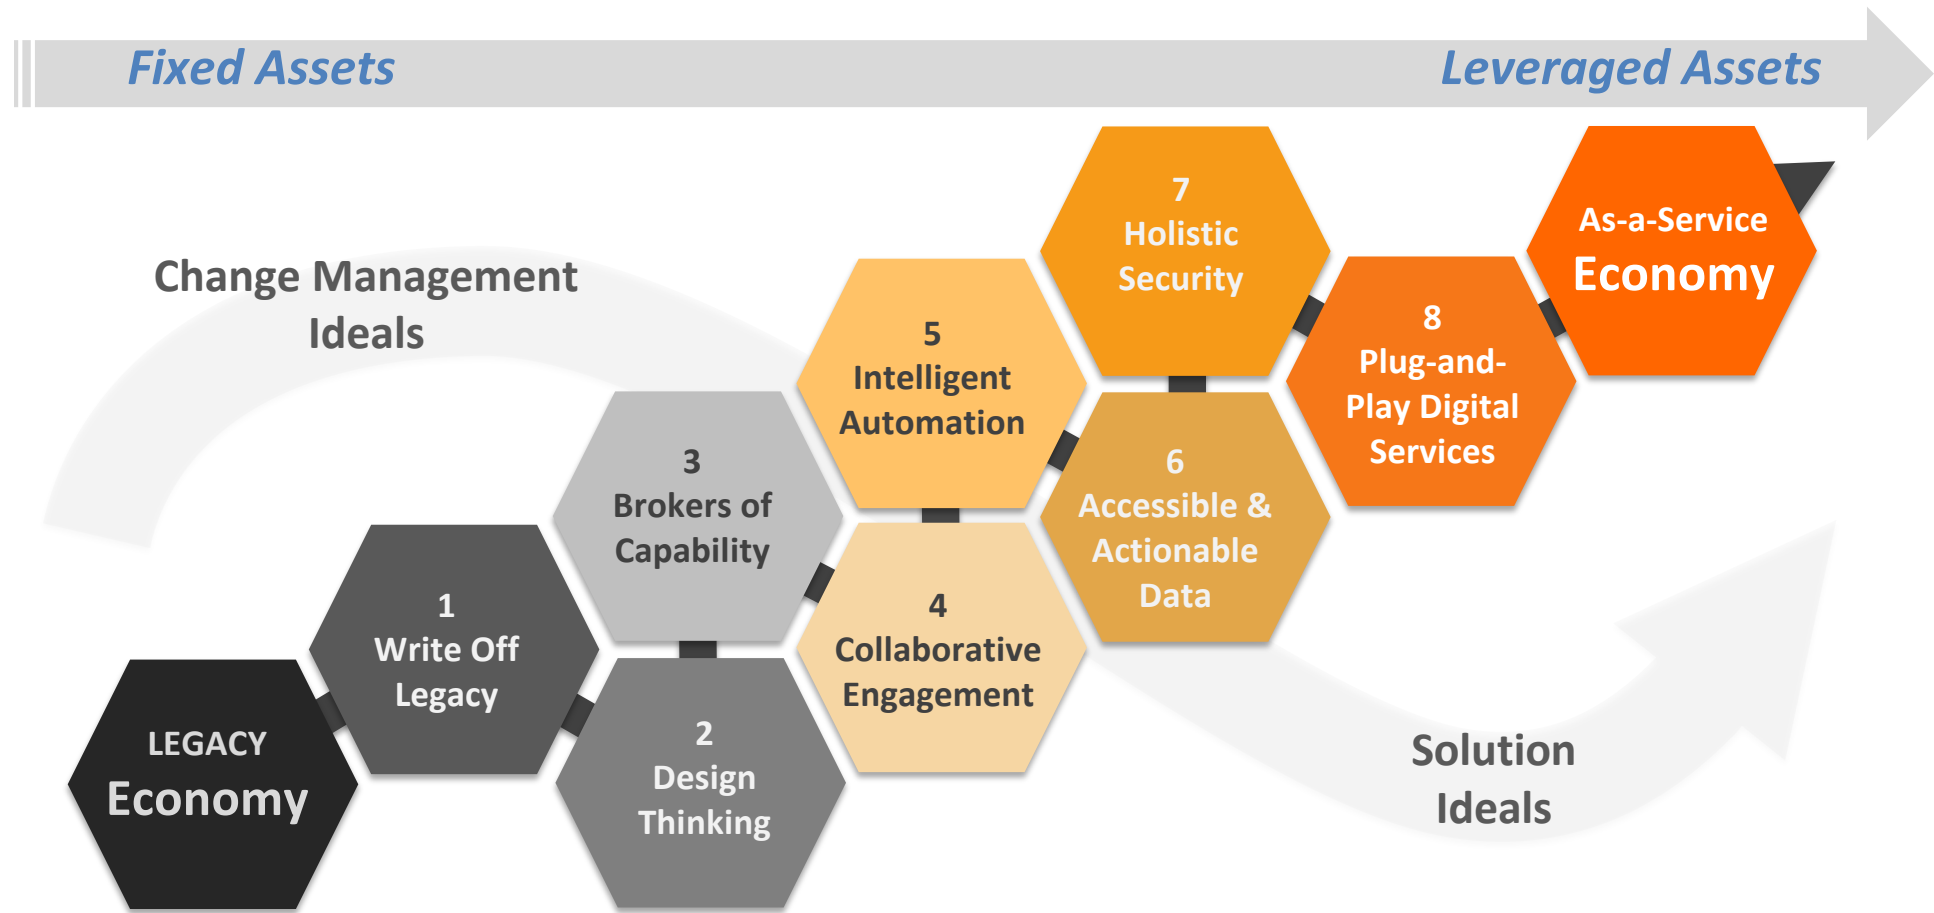 Fixed Assets
Leveraged Assets
Change Management
Ideals
LEGACY
Economy
1
Write Off
Legacy
2
Design
Thinking
3
Brokers of
Capability
4
Collaborative
Engagement
5
Intelligent
Automation
6
Accessible &
Actionable
Data
7
Holistic
Security
8
Plug-and-
Play Digital
Services
As-a-Service
Economy
Solution
Ideals